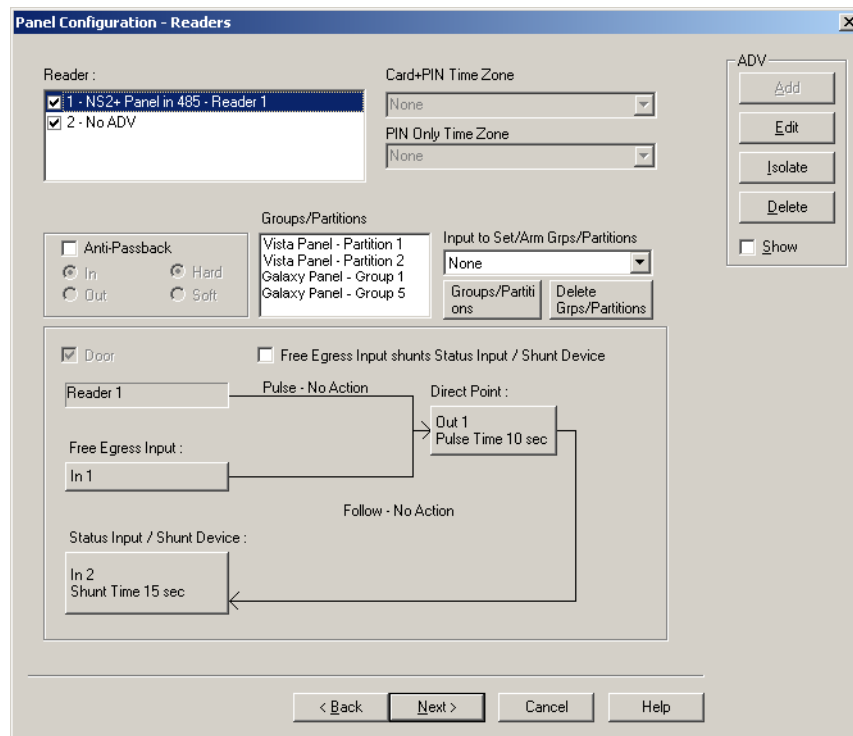 Panel Configuration - Readers
Reader :
1 - NS2+ Panel in 485 - Reader 1
2 - No ADV
Card+PIN Time Zone
None
PIN Only Time Zone
None
ADV
Add
Edit
Isolate
Delete
Show
Anti-Passback
In
Hard
Out
Soft
Groups/Partitions
Vista Panel - Partition 1
Vista Panel - Partition 2
Galaxy Panel - Group 1
Galaxy Panel - Group 5
Input to Set/Arm Grps/Partitions
None
Groups/Partiti
ons
Delete
Grps/Partitions
Door
Free Egress Input shunts Status Input / Shunt Device
Reader 1
Pulse - No Action
Direct Point :
Out 1
Pulse Time 10 sec
Free Egress Input :
In 1
Follow - No Action
Status Input / Shunt Device :
In 2
Shunt Time 15 sec
< Back
Next >
Cancel
Help